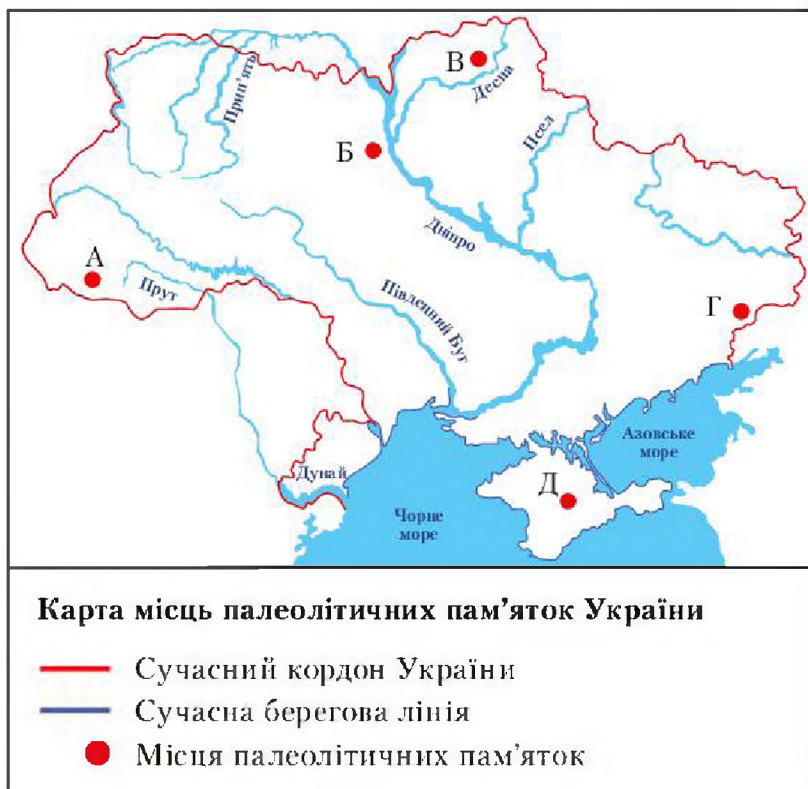 В
Десна
Прип'ять
Псел
Б
Дніпро
А
Прут
Південний Буг
Г
Азовське
море
Дунай
Д
Чорне
море
Карта місць палеолітичних пам'яток України
Сучасний кордон України
Сучасна берегова лінія
Місця палеолітичних пам'яток